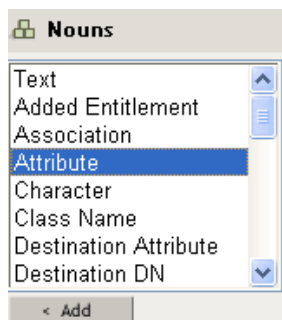 Nouns
Text
Added Entitlement
Association
Attribute
Character
Class Name
Destination Attribute
Destination DN
< Add